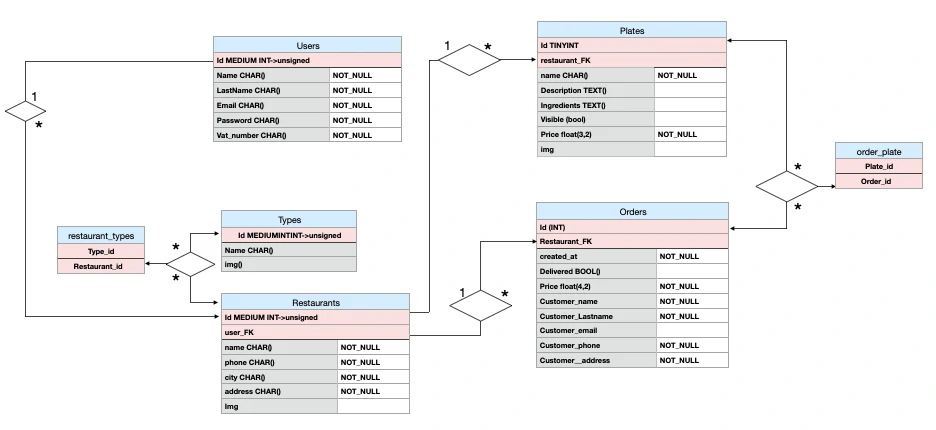 Users
Id MEDIUM INT->unsigned
Name CHAR() NOT_NULL
LastName CHAR() NOT_NULL
Email CHAR() NOT_NULL
Password CHAR() NOT_NULL
Vat_number CHAR() NOT_NULL
1
*
Types
Id MEDIUMINTINT->unsigned
Name CHAR()
img()
restaurant_types
Type_id
Restaurant_id
*
*
Restaurants
Id MEDIUM INT->unsigned
user_FK
name CHAR() NOT_NULL
phone CHAR() NOT_NULL
city CHAR() NOT_NULL
address CHAR() NOT_NULL
Img
1 *
Plates
Id TINYINT
restaurant_FK
name CHAR() NOT_NULL
Description TEXT()
Ingredients TEXT()
Visible (bool)
Price float(3,2) NOT_NULL
img
1 *
Orders
Id (INT)
Restaurant_FK
created_at NOT_NULL
Delivered BOOL()
Price float(4,2) NOT_NULL
Customer_name NOT_NULL
Customer_Lastname NOT_NULL
Customer_email
Customer_phone NOT_NULL
Customer__address NOT_NULL
*
*
order_plate
Plate_id
Order_id